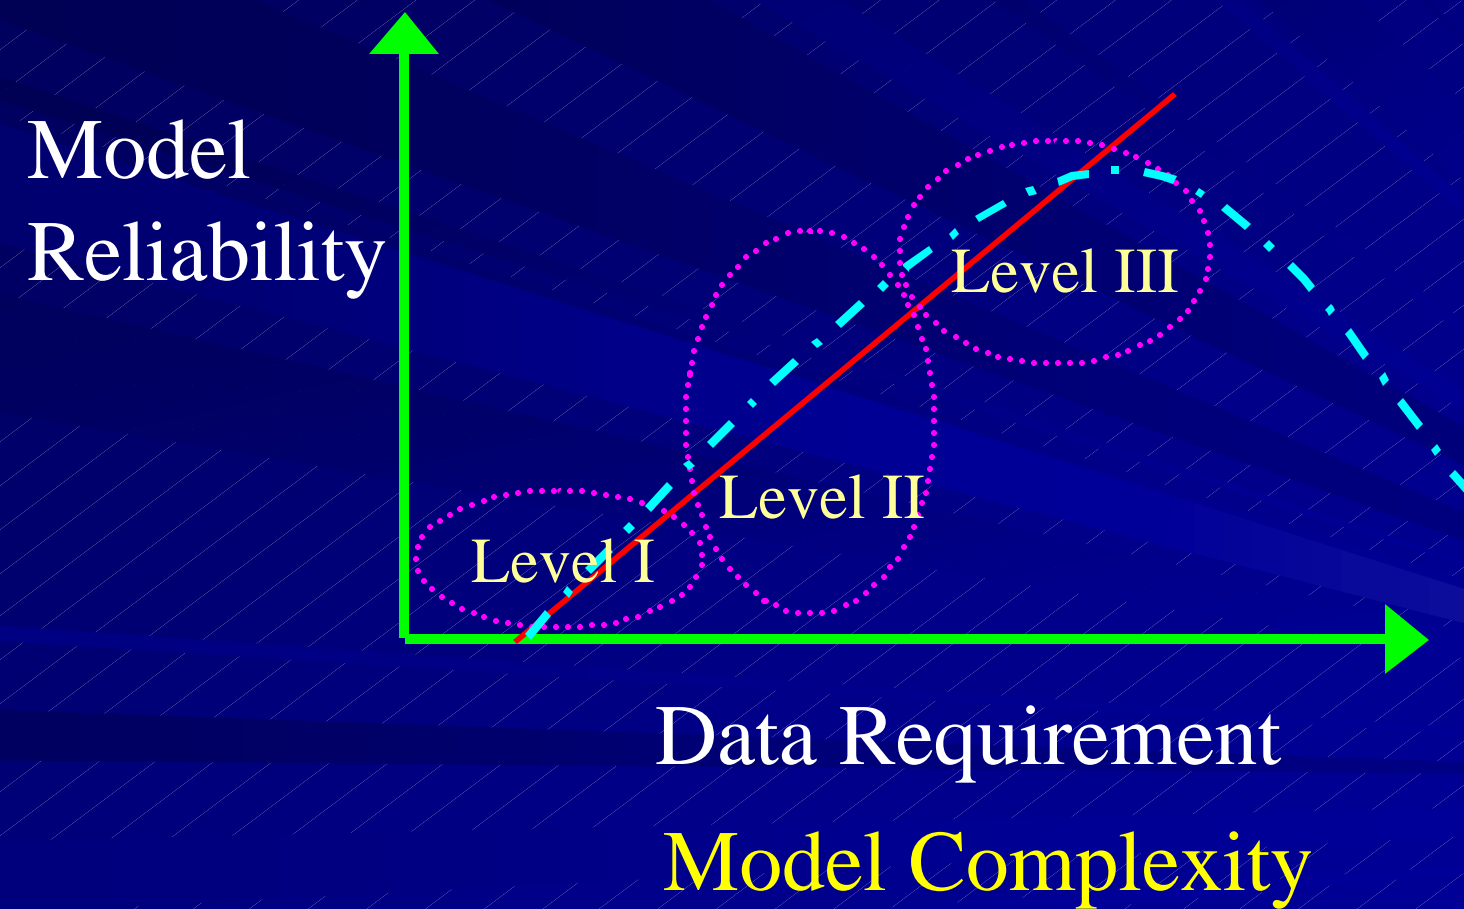 Model
Reliability
Level III
Level II
Level I
Data Requirement
Model Complexity